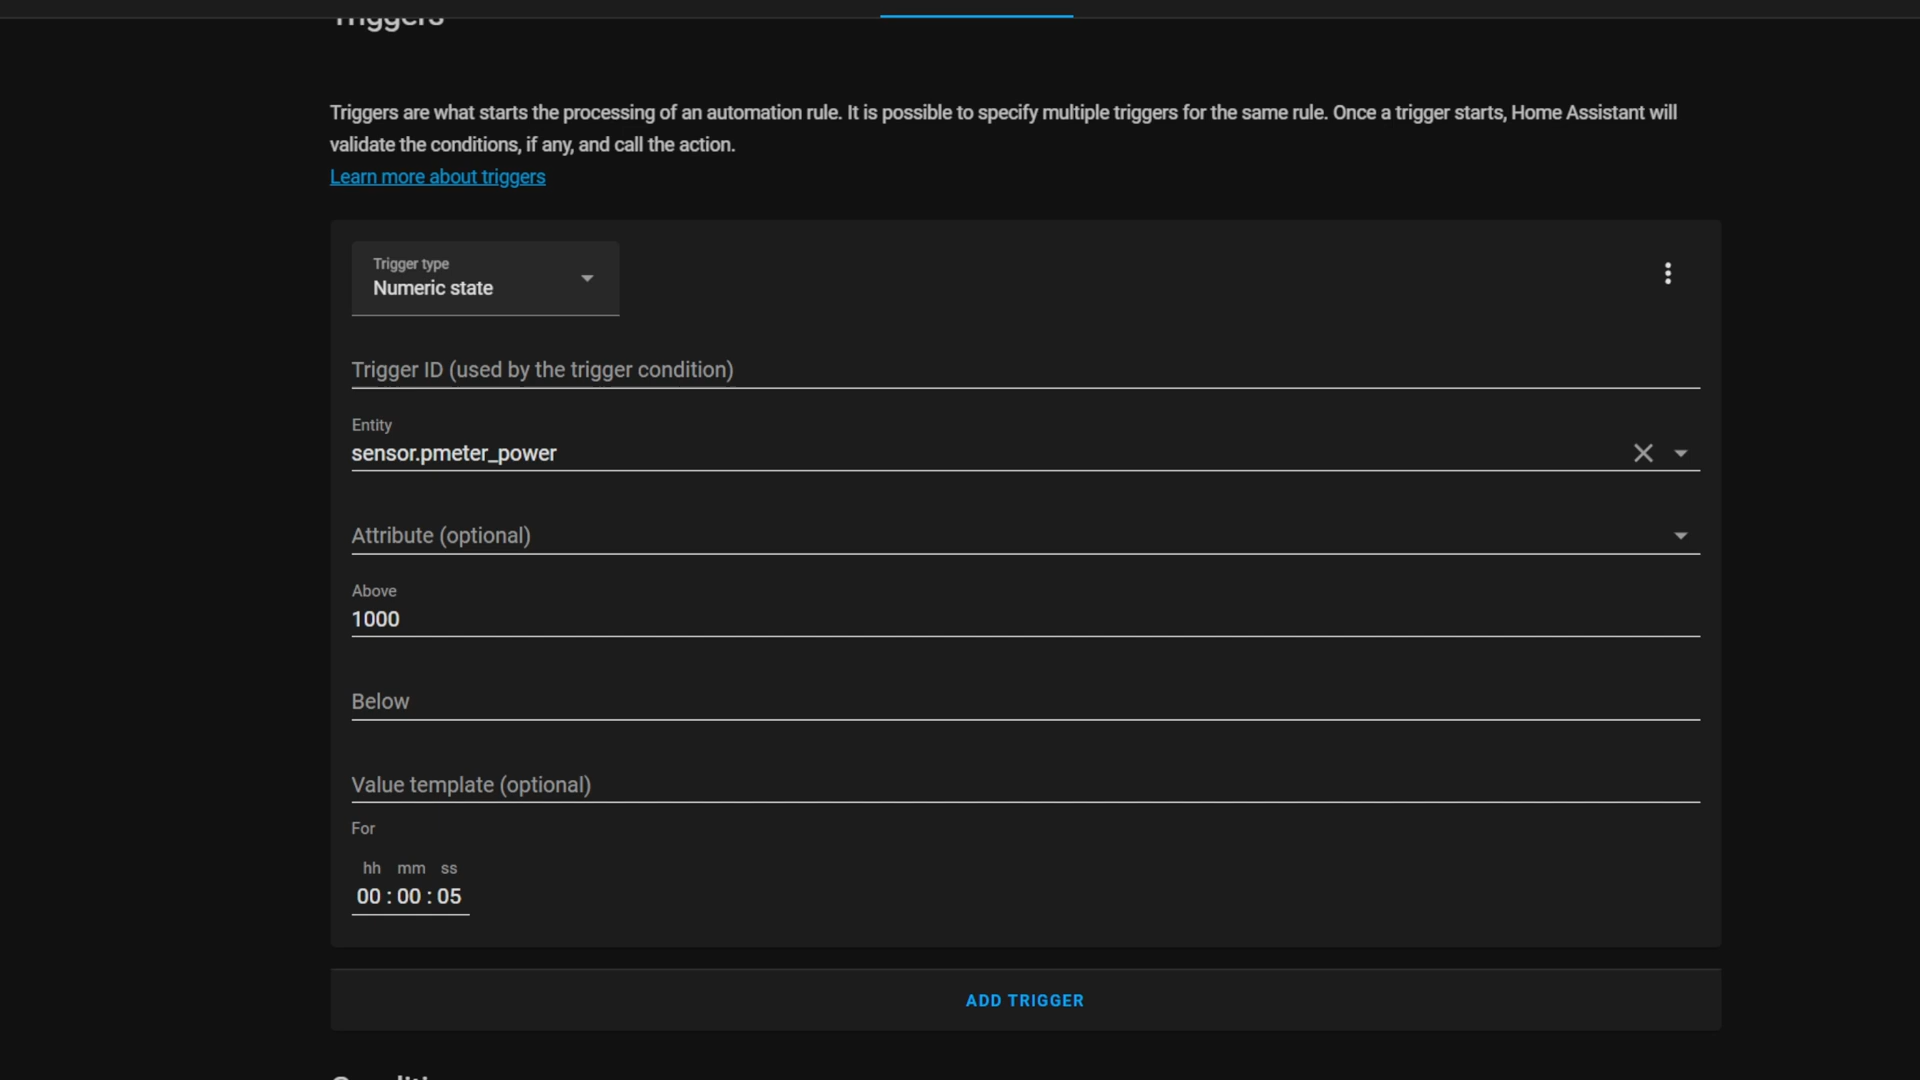 Triggers
Triggers are what starts the processing of an automation rule. It is possible to specify multiple triggers for the same rule. Once a trigger starts, Home Assistant will
validate the conditions, if any, and call the action.
Learn more about triggers
Trigger type
Numeric state
Trigger ID (used by the trigger condition)
Entity
sensor.pmeter_power
Attribute (optional)
Above
1000
Below
Value template (optional)
For
hh mm ss
00 : 00 : 05
ADD TRIGGER